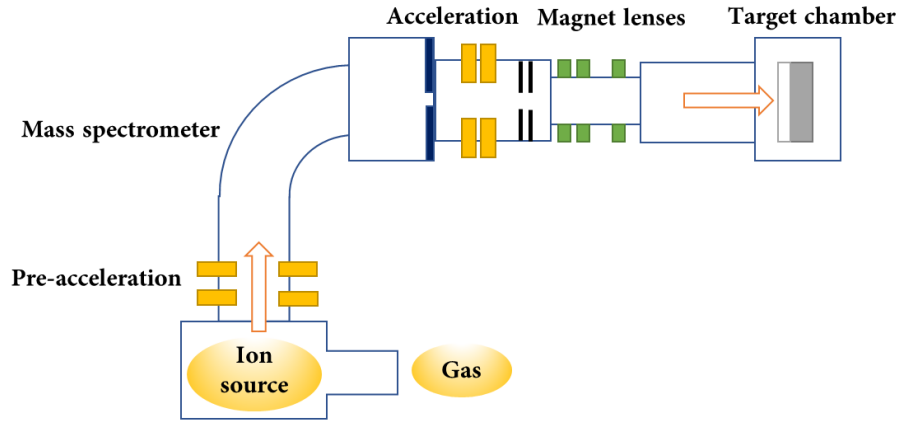 Acceleration
Magnet lenses
Target chamber
Mass spectrometer
Pre-acceleration
Ion
source
Gas